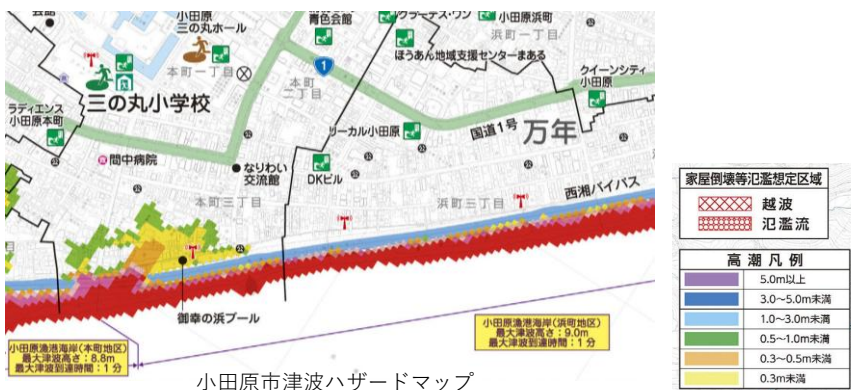 小田原
三の丸ホール
青色会館
小田原浜町
浜町一丁目
本町一丁目
ほうあん地域支援センターまある
クイーンシティ
小田原
1
本町
二丁目
三の丸小学校
ラディエンス
小田原本町
リーカル小田原
国道1号
万年
間中病院
なりわい
交流館
DKビル
西湘バイパス
本町三丁目
浜町三丁目
御幸の浜プール
小田原漁港海岸(本町地区)
最大津波高さ:8.8m
最大津波到達時間:1分
小田原漁港海岸(浜町地区)
最大津波高さ:9.0m
最大津波到達時間:1分
小田原市津波ハザードマップ
家屋倒壊等氾濫想定区域
越波
氾濫流
高潮凡例
5.0m以上
3.0~5.0m未満
1.0~3.0m未満
0.5~1.0m未満
0.3~0.5m未満
0.3m未満